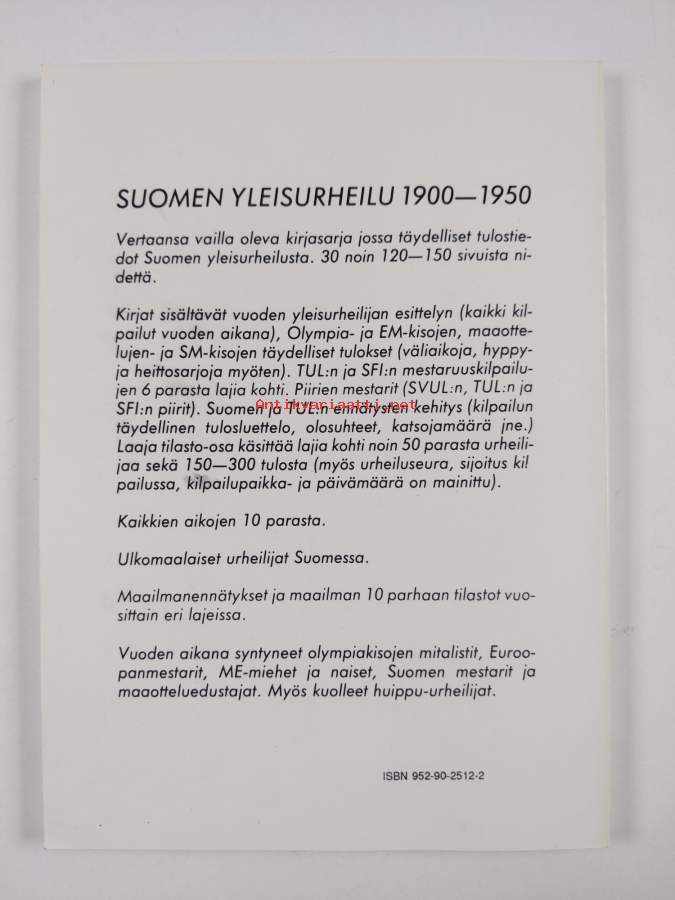 SUOMEN YLEISURHEILU 1900—1950
Vertaansa vailla oleva kirjasarja jossa täydelliset tulostie-
dot Suomen yleisurheilusta. 30 noin 120—150 sivuista ni-
dettä.
Kirjat sisältävät vuoden yleisurheilijan esittelyn (kaikki kil-
pailut vuoden aikana), Olympia- ja EM-kisojen, maaotte-
lujen- ja SM-kisojen täydelliset tulokset (väliaikoja, hyppy-
ja heittosarjoja myöten). TUL:n ja SFI:n mestaruuskilpailu-
jen 6 parasta lajia kohti. Piirien mestarit (SVUL:n, TUL:n ja
SFI:n piirit). Suomen ja TUL:n ennätysten kehitys (kilpailun
Antikvariaatti.net
täydellinen tulosluettelo, olosuhteet, katsojamäärä jne.)
Laaja tilasto-osa käsittää lajia kohti noin 50 parasta urheili-
jaa sekä 150—300 tulosta (myös urheiluseura, sijoitus kil
pailussa, kilpailupaikka- ja päivämäärä on mainittu).
Kaikkien aikojen 10 parasta.
Ulkomaalaiset urheilijat Suomessa.
Maailmanennätykset ja maailman 10 parhaan tilastot vuo-
sittain eri lajeissa.
Vuoden aikana syntyneet olympiakisojen mitalistit, Euroo-
panmestarit, ME-miehet ja naiset, Suomen mestarit ja
maaotteluedustajat. Myös kuolleet huippu-urheilijat.
ISBN 952-90-2512-2